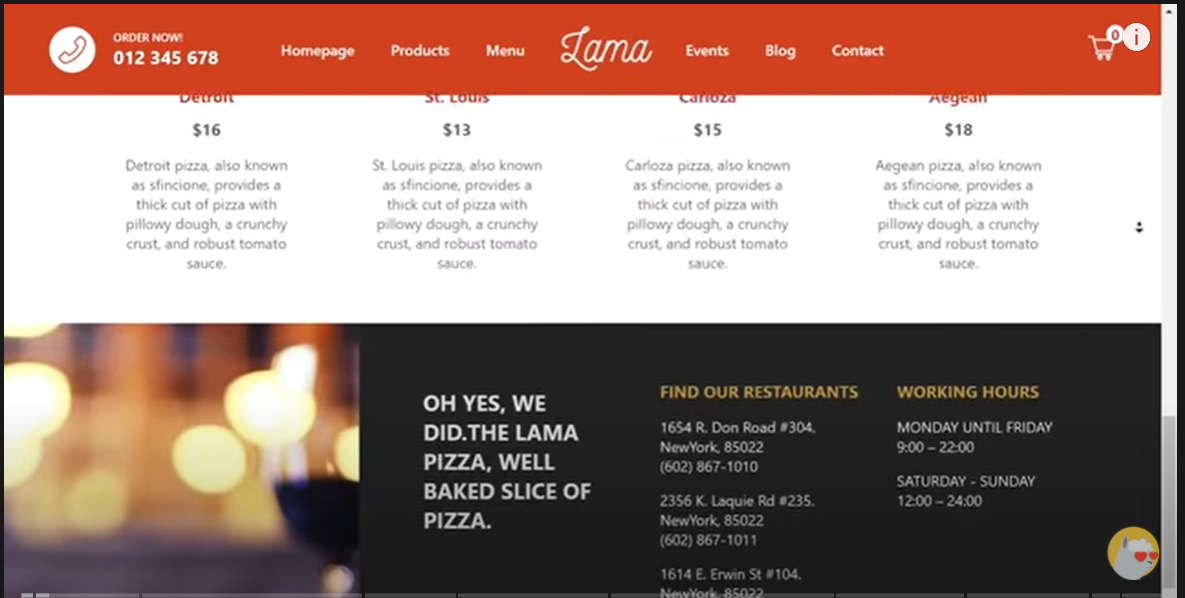 ORDER NOW!
012 345 678
Homepage
Products
Menu
Lama
Events
Blog
Contact
0
i
Detroit
St. Louis
Carloza
Aegean
$16
$13
$15
$18
Detroit pizza, also known
as sfincione, provides a
thick cut of pizza with
pillowy dough, a crunchy
crust, and robust tomato
sauce.
St. Louis pizza, also known
as sfincione, provides a
thick cut of pizza with
pillowy dough, a crunchy
crust, and robust tomato
sauce.
Carloza pizza, also known
as sfincione, provides a
thick cut of pizza with
pillowy dough, a crunchy
crust, and robust tomato
sauce.
Aegean pizza, also known
as sfincione, provides a
thick cut of pizza with
pillowy dough, a crunchy
crust, and robust tomato
sauce.
OH YES, WE
DID.THE LAMA
PIZZA, WELL
BAKED SLICE OF
PIZZA.
FIND OUR RESTAURANTS
1654 R. Don Road #304.
NewYork, 85022
(602) 867-1010
2356 K. Laquie Rd #235.
NewYork, 85022
(602) 867-1011
1614 E. Erwin St #104.
NewYork, 85022
WORKING HOURS
MONDAY UNTIL FRIDAY
9:00 – 22:00
SATURDAY - SUNDAY
12:00 – 24:00